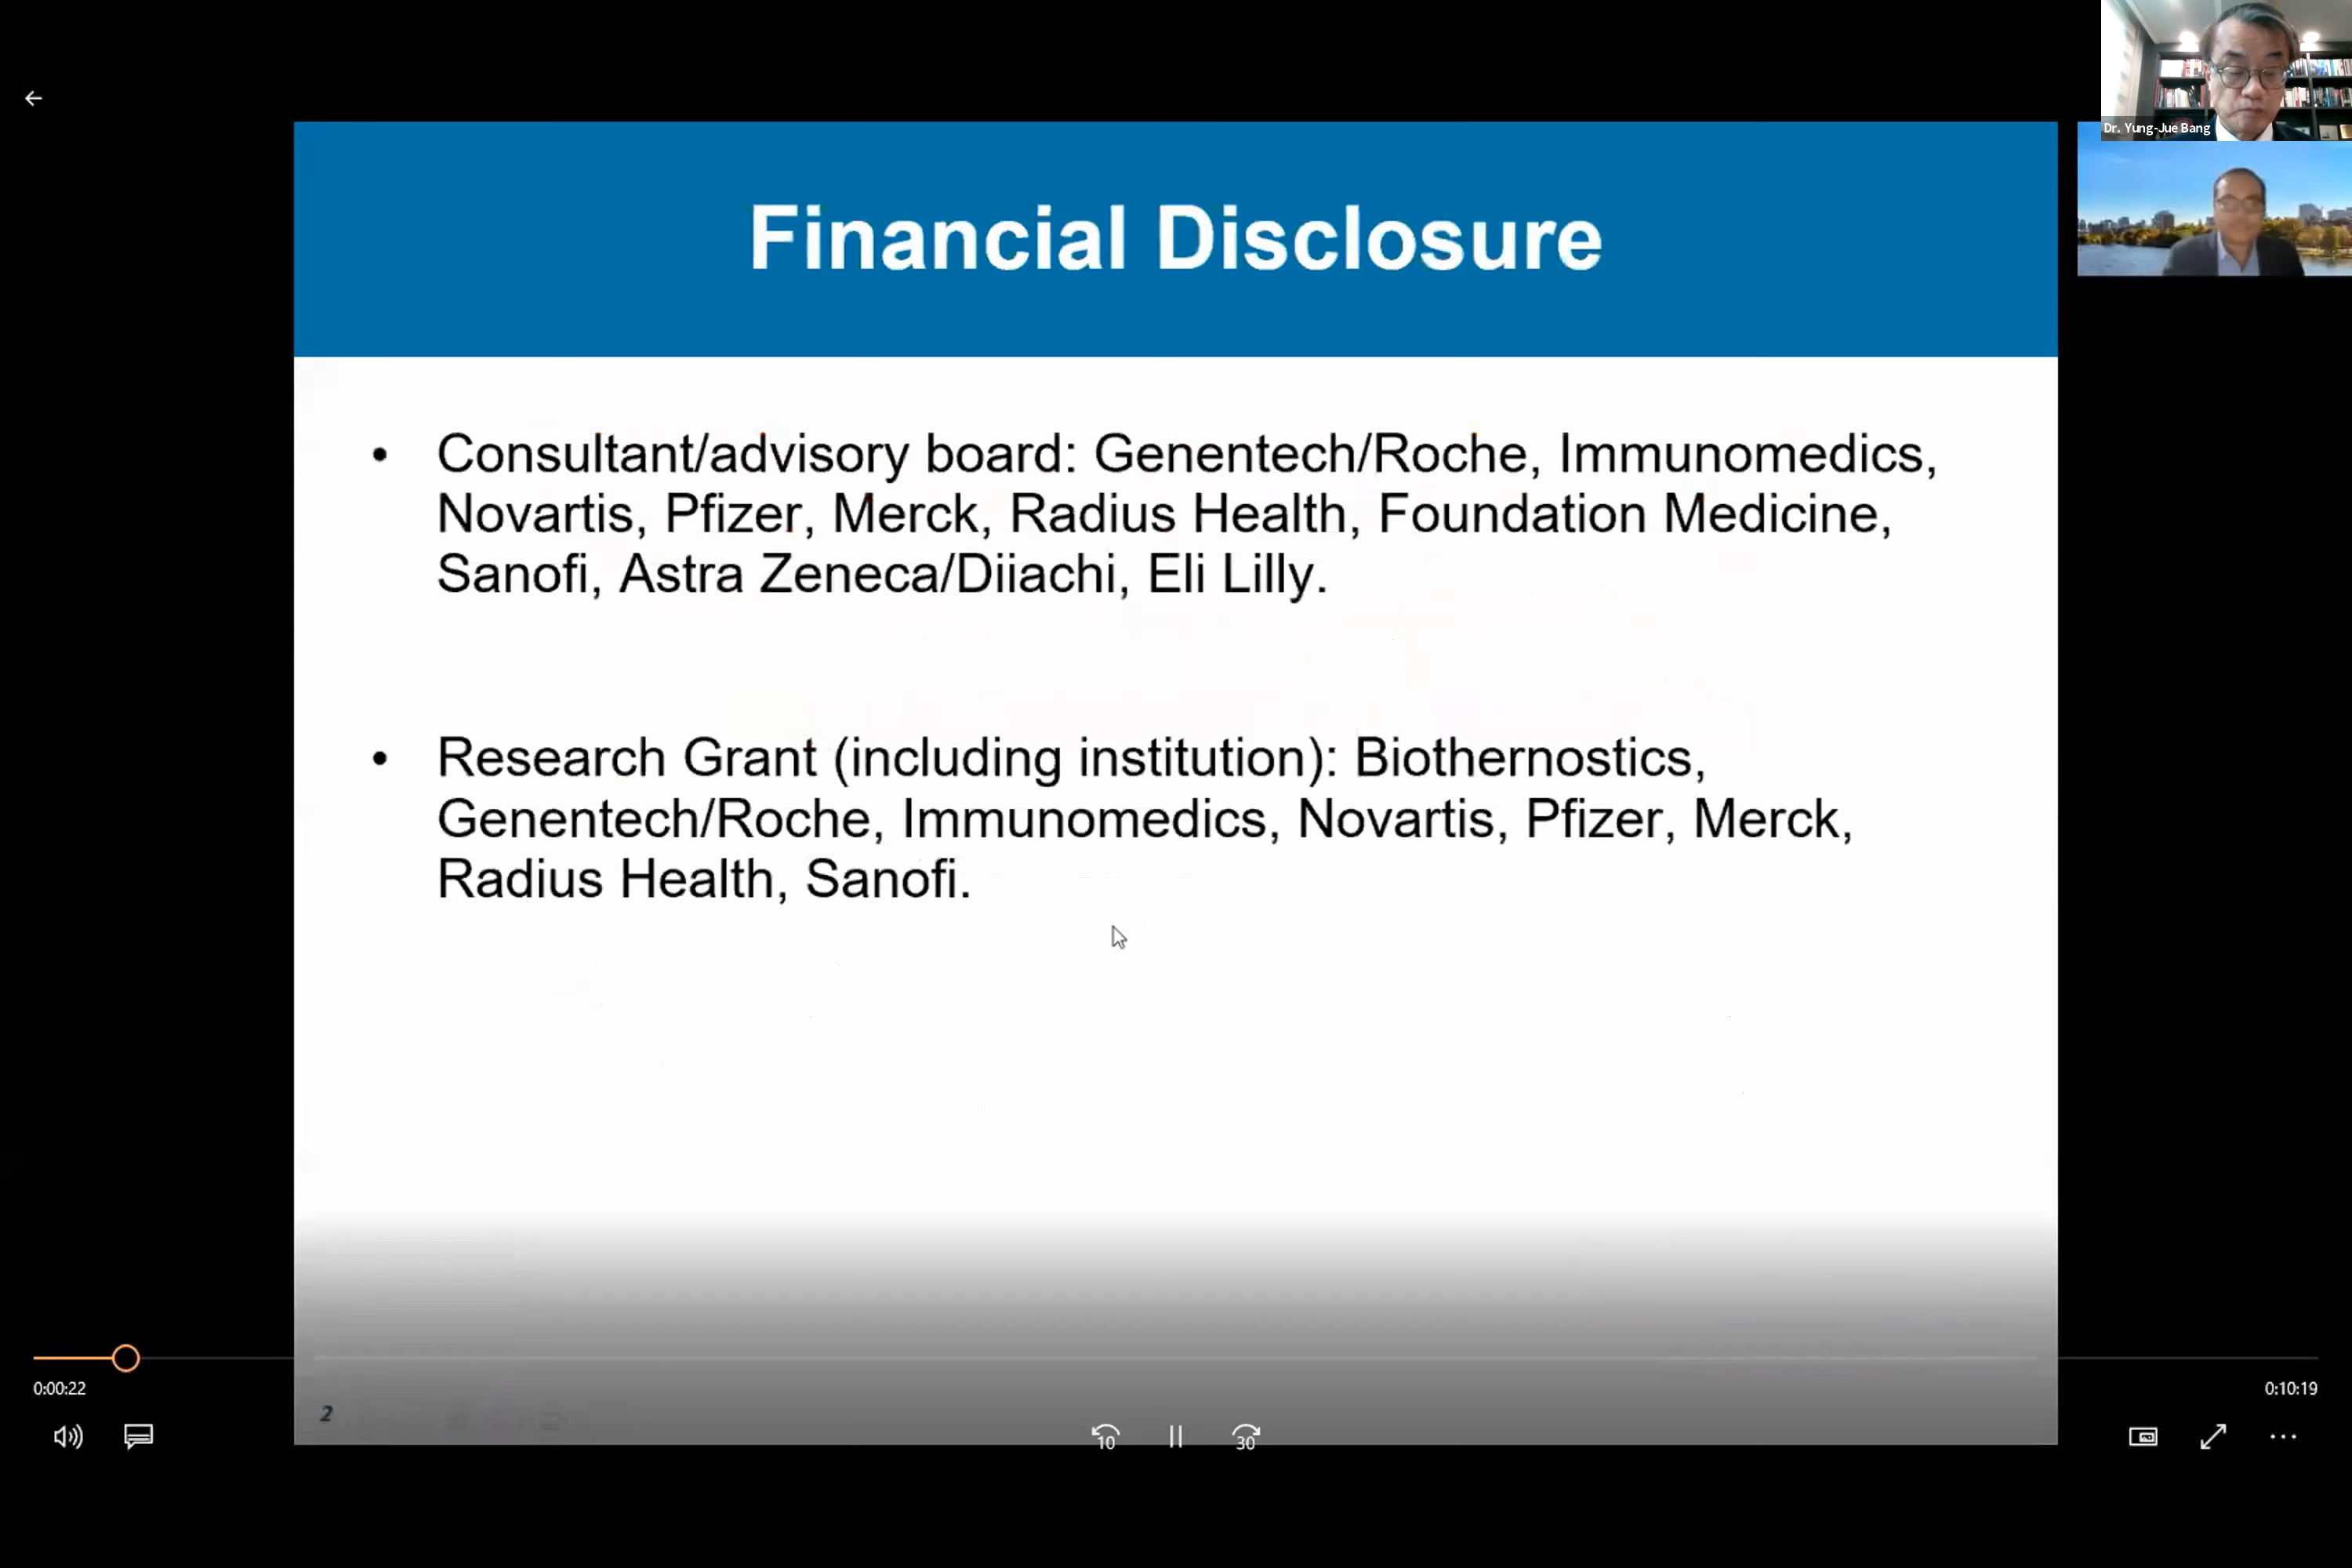 Dr. Yung-Jue Bang
Financial Disclosure
• Consultant/advisory board: Genentech/Roche, Immunomedics,
Novartis, Pfizer, Merck, Radius Health, Foundation Medicine,
Sanofi, Astra Zeneca/Diiachi, Eli Lilly.
• Research Grant (including institution): Biothernostics,
Genentech/Roche, Immunomedics, Novartis, Pfizer, Merck,
Radius Health, Sanofi.
0:00:22
0:10:19
2
10
30